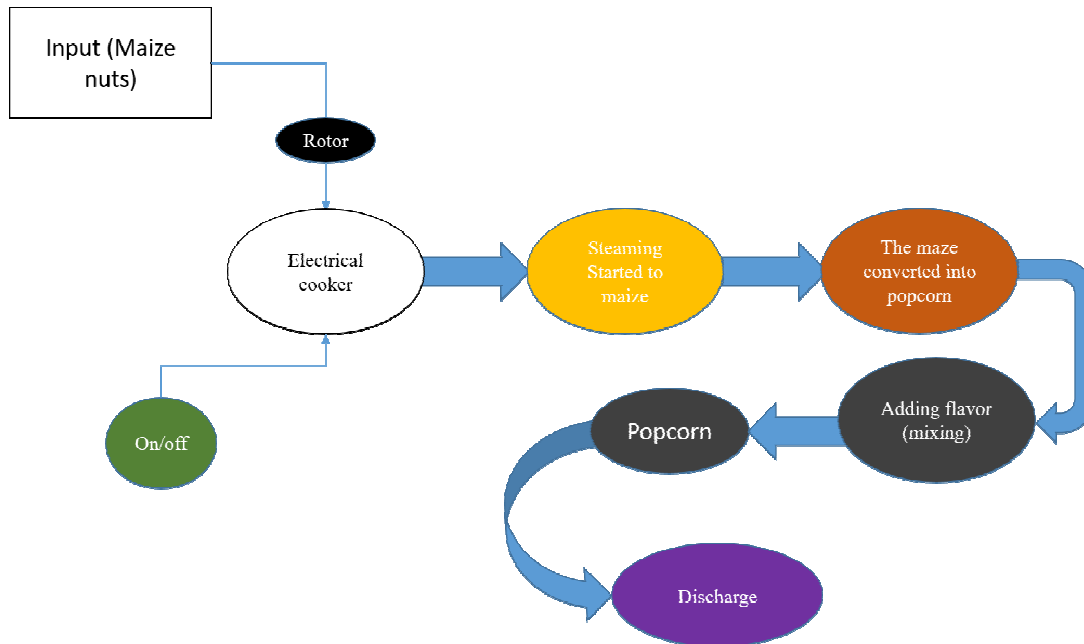 Input (Maize
nuts)
Rotor
Electrical
cooker
Steaming
Started to
maize
The maze
converted into
popcorn
On/off
Popcorn
Adding flavor
(mixing)
Discharge